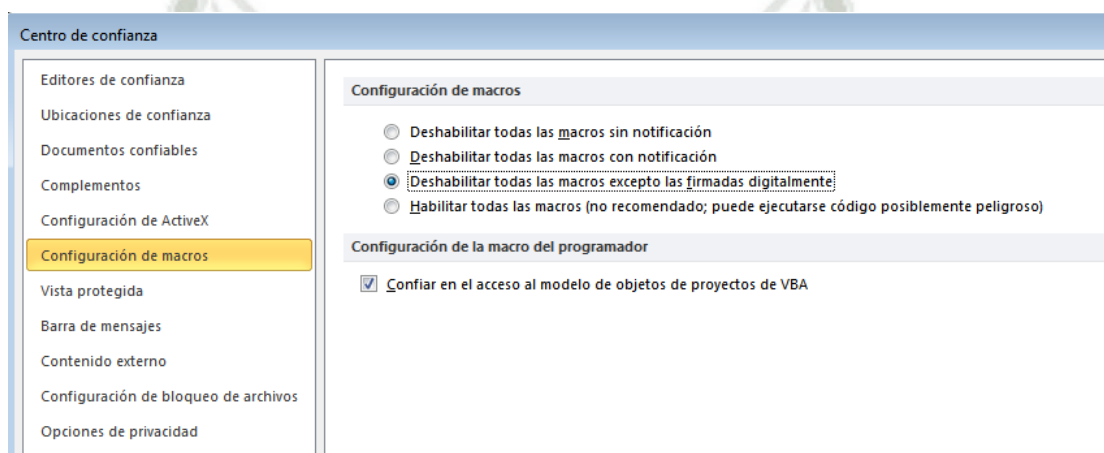 Centro de confianza
Editores de confianza
Ubicaciones de confianza
Documentos confiables
Complementos
Configuración de ActiveX
Configuración de macros
Vista protegida
Barra de mensajes
Contenido externo
Configuración de bloqueo de archivos
Opciones de privacidad
Configuración de macros
Deshabilitar todas las macros sin notificación
Deshabilitar todas las macros con notificación
Deshabilitar todas las macros excepto las firmadas digitalmente
Habilitar todas las macros (no recomendado; puede ejecutarse código posiblemente peligroso)
Configuración de la macro del programador
Confiar en el acceso al modelo de objetos de proyectos de VBA